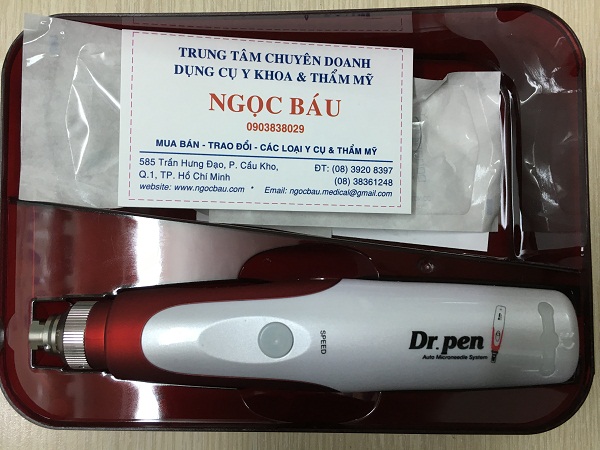 TRUNG TÂM CHUYÊN DOANH
DỤNG CỤ Y KHOA & THẨM MỸ
NGỌC BÁU
0903838029
MUA BÁN - TRAO ĐỔI - CÁC LOẠI Y CỤ & THẨM MỸ
585 Trần Hưng Đạo, P. Cầu Kho, ĐT: (08) 3920 8397
Q.1, TP. Hồ Chí Minh (08) 38361248
website: www.ngocbau.com * Email: ngocbau.medical@gmail.com
SPEED
Dr. pen
Auto Microneedle System